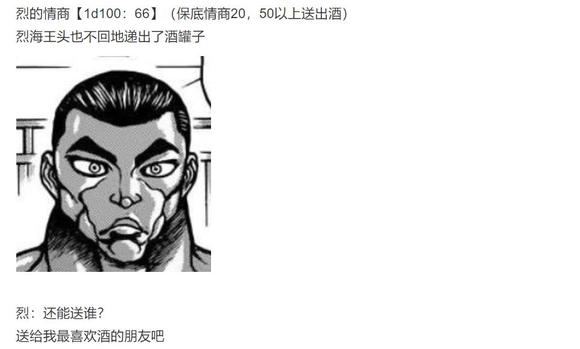 烈的情商【1d100：66】（保底情商20，50以上送出酒）
烈海王头也不回地递出了酒罐子
烈：还能送谁？
送给我最喜欢酒的朋友吧